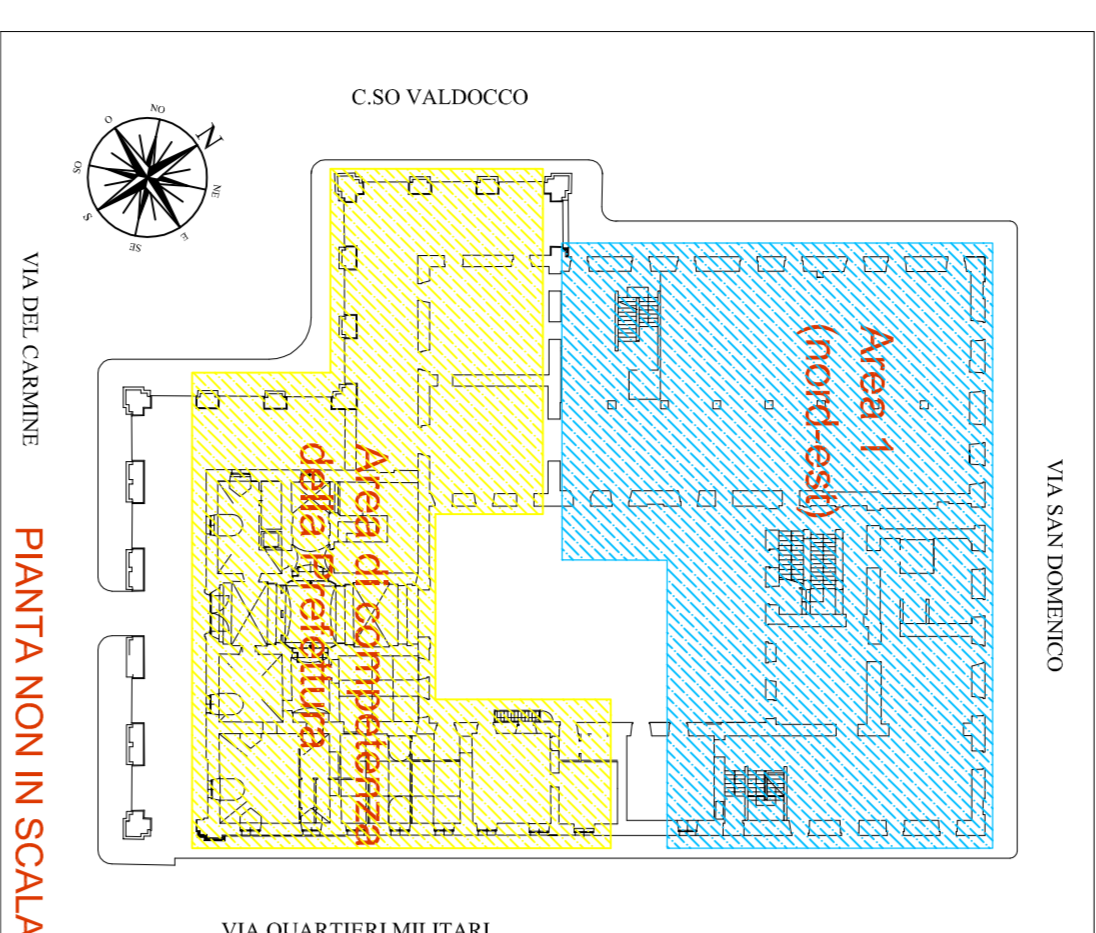 C.SO VALDOCCO
NO
N
O
NE
SO
E
S
SE
VIA DEL CARMINE
Area 1
(nord-est)
VIA SAN DOMENICO
Area di competenza
della Prefettura
PIANTA NON IN SCALA
VIA QUARTIERI MILITARI